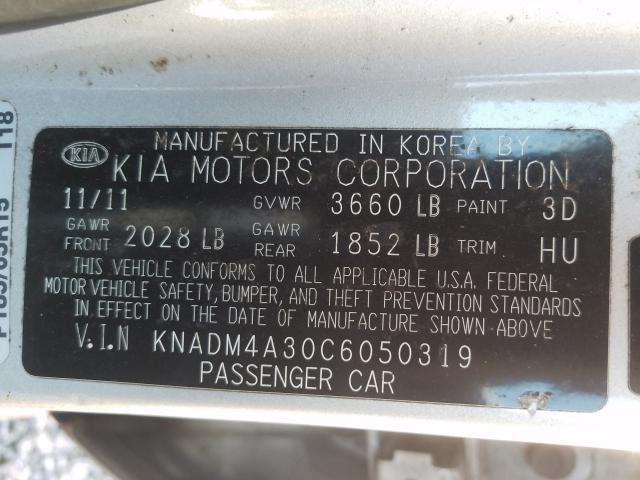 MANUFACTURED IN KOREA BY
KIA KIA MOTORS CORPORATION
11/11 GVWR 3660 LB PAINT 3D
GAWR FRONT 2028 LB GAWR REAR 1852 LB TRIM HU
THIS VEHICLE CONFORMS TO ALL APPLICABLE U.S.A. FEDERAL
MOTOR VEHICLE SAFETY, BUMPER, AND THEFT PREVENTION STANDARDS
IN EFFECT ON THE DATE OF MANUFACTURE SHOWN ABOVE
V.I.N KNADM4A30C6050319
PASSENGER CAR